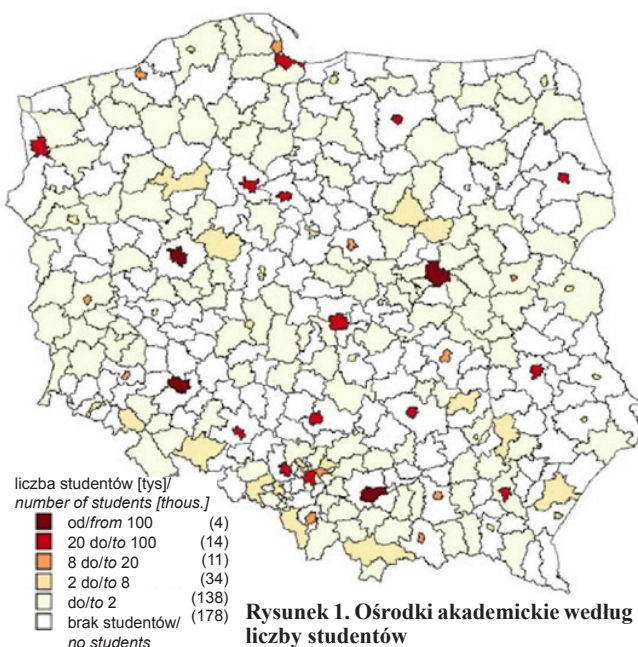 liczba studentów [tys]/
number of students [thous.]
od/from 100 (4)
20 do/to 100 (14)
8 do/to 20 (11)
2 do/to 8 (34)
do/to 2 (138)
brak studentów/ (178)
no students
Rysunek 1. Ośrodki akademickie według
liczby studentów